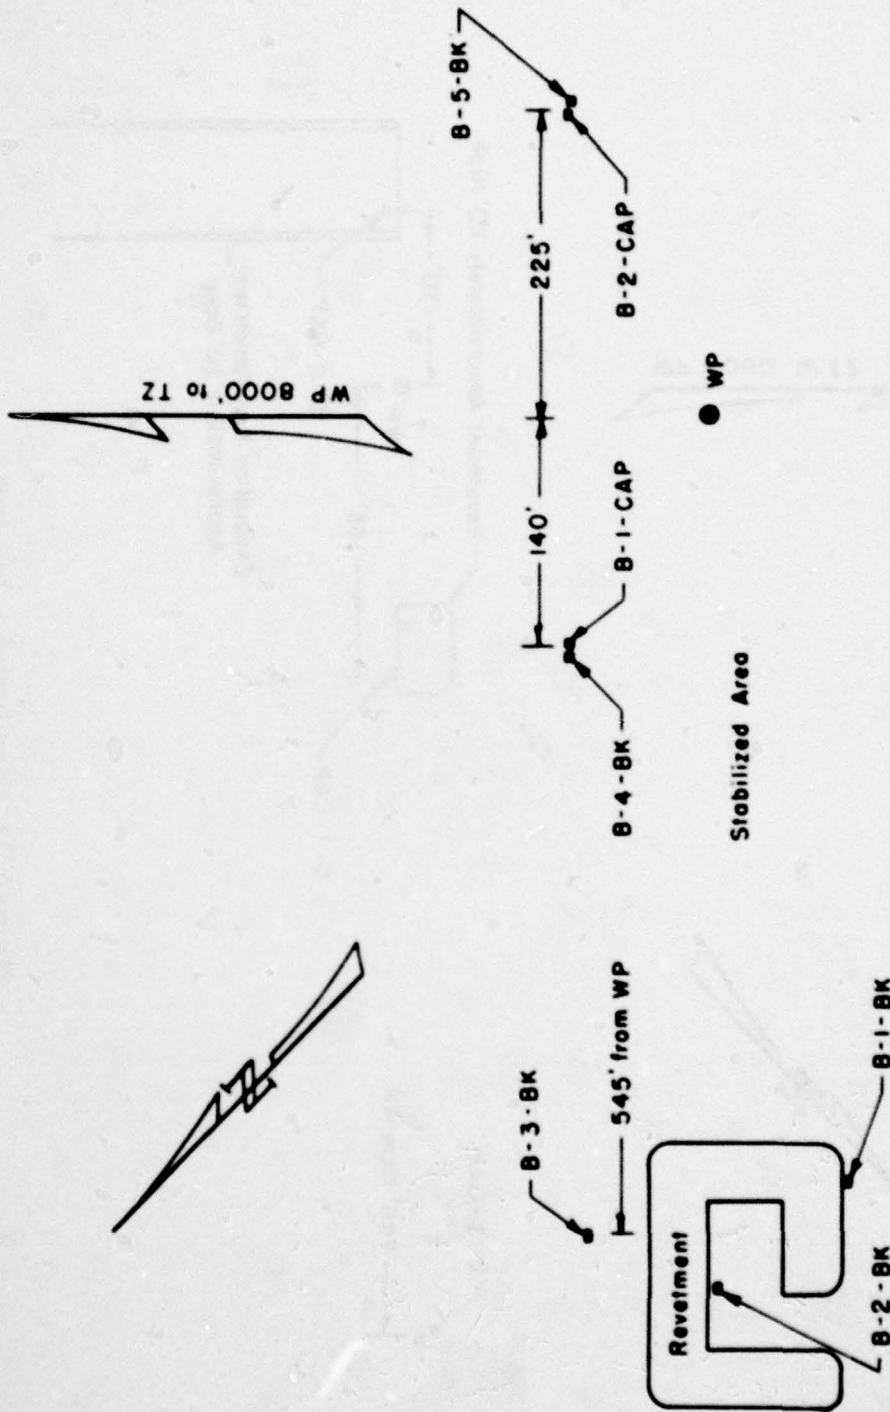 WP 8000' to TZ
B-3-BK
545' from WP
Revetment
B-2-BK
B-1-BK
B-4-BK
B-1-CAP
140'
225'
B-5-BK
B-2-CAP
WP
Stabilized Area
N